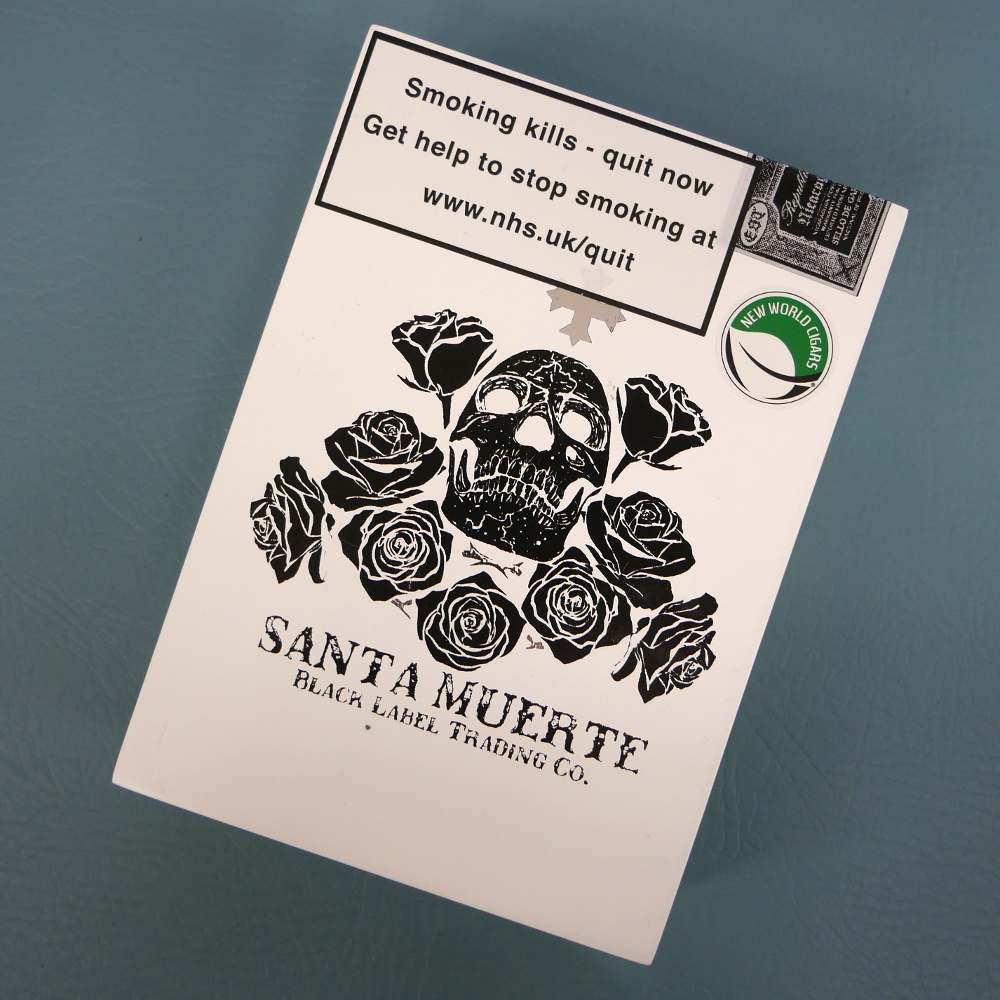 Smoking kills - quit now
Get help to stop smoking at
www.nhs.uk/quit
NEW WORLD CIGARS
SANTA MUERTE
BLACK LABEL TRADING CO.